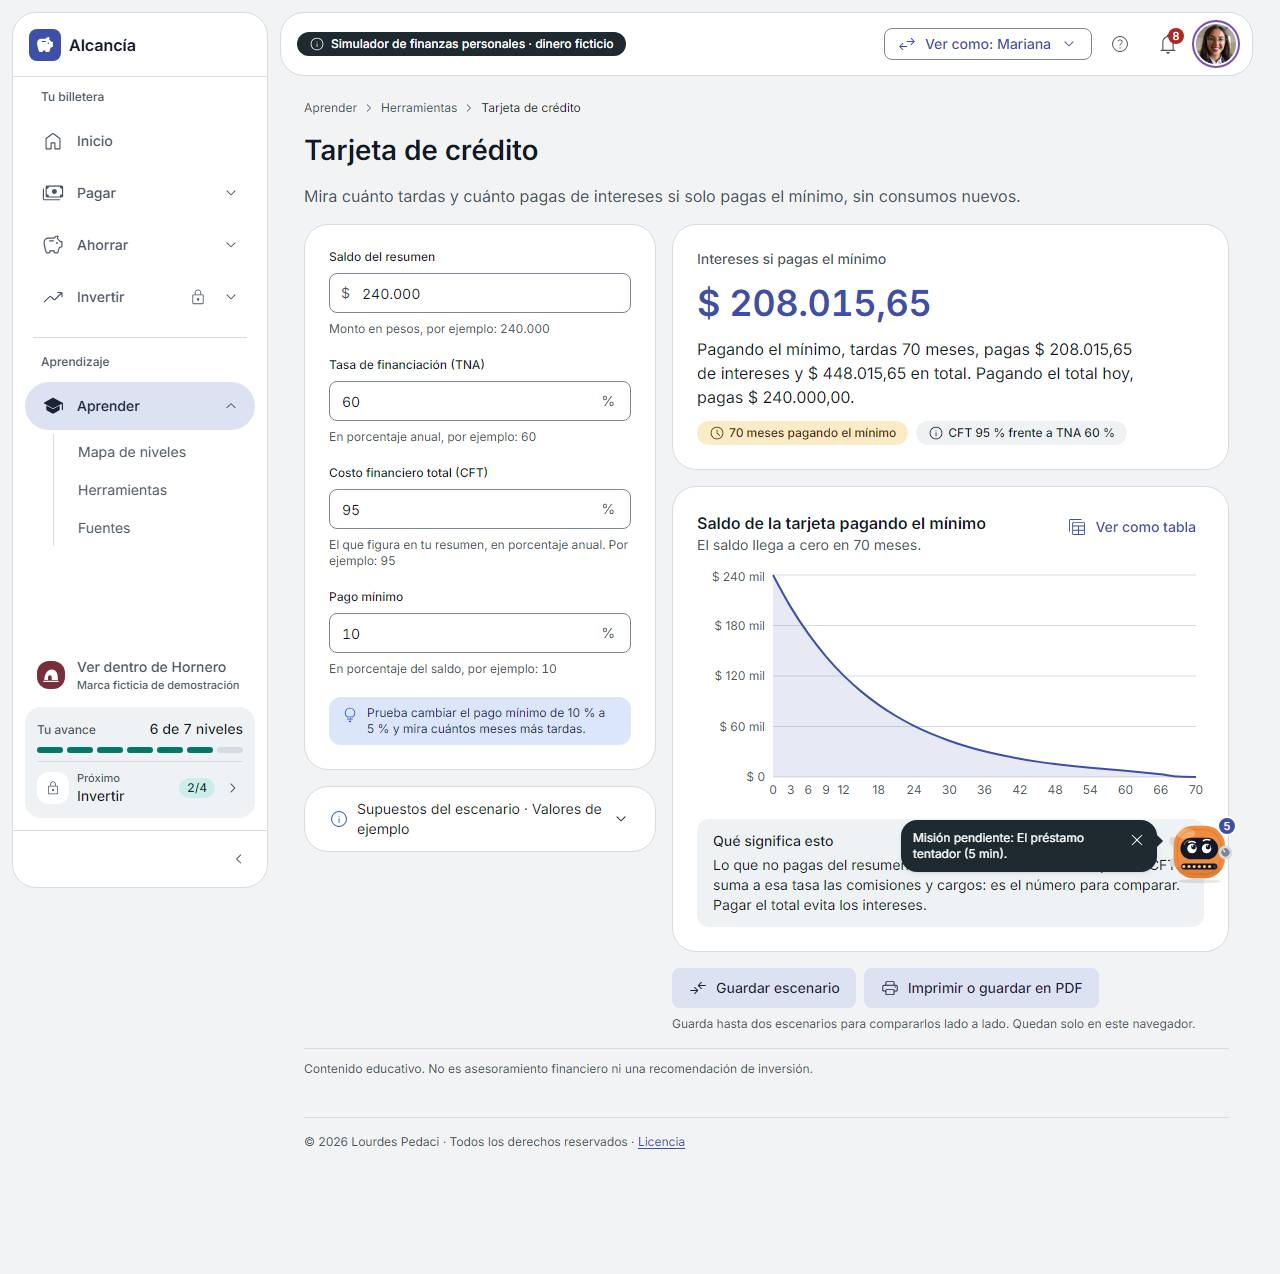 Alcancía
Simulador de finanzas personales · dinero ficticio
Ver como: Mariana
8
Tu billetera
Inicio
Pagar
Ahorrar
Invertir
Aprendizaje
Aprender
Mapa de niveles
Herramientas
Fuentes
Ver dentro de Hornero
Marca ficticia de demostración
Tu avance
6 de 7 niveles
Próximo
Invertir
2/4
Aprender
Herramientas
Tarjeta de crédito
Tarjeta de crédito
Mira cuánto tardas y cuánto pagas de intereses si solo pagas el mínimo, sin consumos nuevos.
Saldo del resumen
$ 240.000
Monto en pesos, por ejemplo: 240.000
Tasa de financiación (TNA)
60 %
En porcentaje anual, por ejemplo: 60
Costo financiero total (CFT)
95 %
El que figura en tu resumen, en porcentaje anual. Por
ejemplo: 95
Pago mínimo
10 %
En porcentaje del saldo, por ejemplo: 10
Prueba cambiar el pago mínimo de 10 % a
5 % y mira cuántos meses más tardas.
Supuestos del escenario · Valores de
ejemplo
Intereses si pagas el mínimo
$ 208.015,65
Pagando el mínimo, tardas 70 meses, pagas $ 208.015,65
de intereses y $ 448.015,65 en total. Pagando el total hoy,
pagas $ 240.000,00.
70 meses pagando el mínimo
CFT 95 % frente a TNA 60 %
Saldo de la tarjeta pagando el mínimo
El saldo llega a cero en 70 meses.
Ver como tabla
$ 240 mil
$ 180 mil
$ 120 mil
$ 60 mil
$ 0
0 3 6 9 12 18 24 30 36 42 48 54 60 66 70
Qué significa esto
Lo que no pagas del resumen
CFT
suma a esa tasa las comisiones y cargos: es el número para comparar.
Pagar el total evita los intereses.
Misión pendiente: El préstamo
tentador (5 min).
5
Guardar escenario
Imprimir o guardar en PDF
Guarda hasta dos escenarios para compararlos lado a lado. Quedan solo en este navegador.
Contenido educativo. No es asesoramiento financiero ni una recomendación de inversión.
© 2026 Lourdes Pedaci · Todos los derechos reservados · Licencia